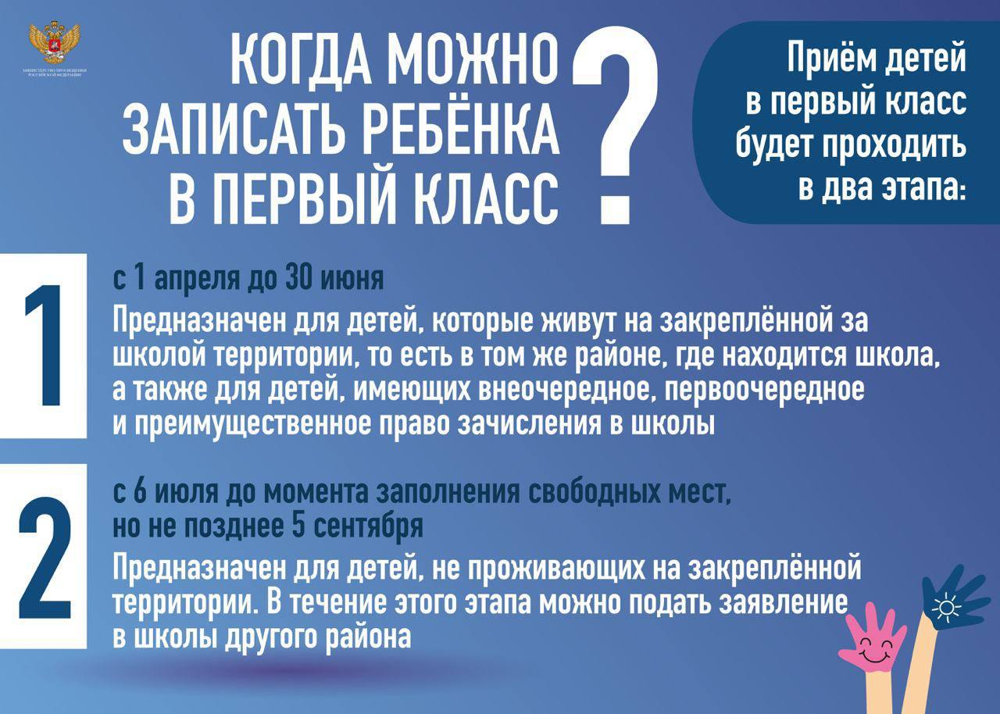 МИНИСТЕРСТВО ПРОСВЕЩЕНИЯ
РОССИЙСКОЙ ФЕДЕРАЦИИ
КОГДА МОЖНО
ЗАПИСАТЬ РЕБЁНКА
В ПЕРВЫЙ КЛАСС
?
Приём детей
в первый класс
будет проходить
в два этапа:
1
с 1 апреля до 30 июня
Предназначен для детей, которые живут на закреплённой за
школой территории, то есть в том же районе, где находится школа,
а также для детей, имеющих внеочередное, первоочередное
и преимущественное право зачисления в школы
2
с 6 июля до момента заполнения свободных мест,
но не позднее 5 сентября
Предназначен для детей, не проживающих на закреплённой
территории. В течение этого этапа можно подать заявление
в школы другого района